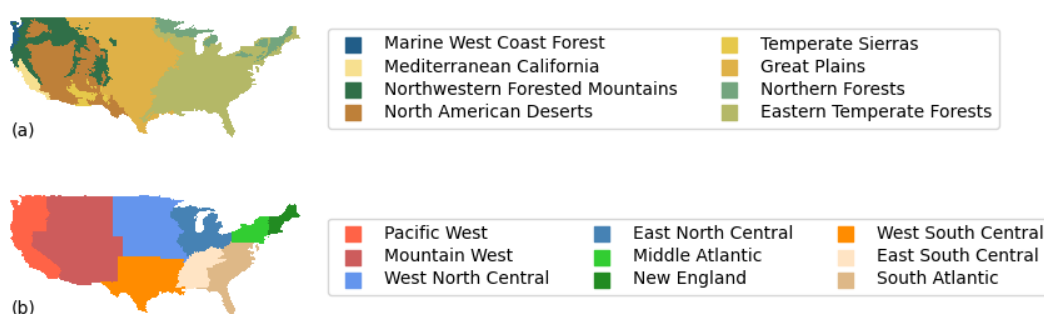 Marine West Coast Forest
Mediterranean California
Northwestern Forested Mountains
North American Deserts
Temperate Sierras
Great Plains
Northern Forests
Eastern Temperate Forests
(a)
Pacific West
Mountain West
West North Central
East North Central
Middle Atlantic
New England
West South Central
East South Central
South Atlantic
(b)